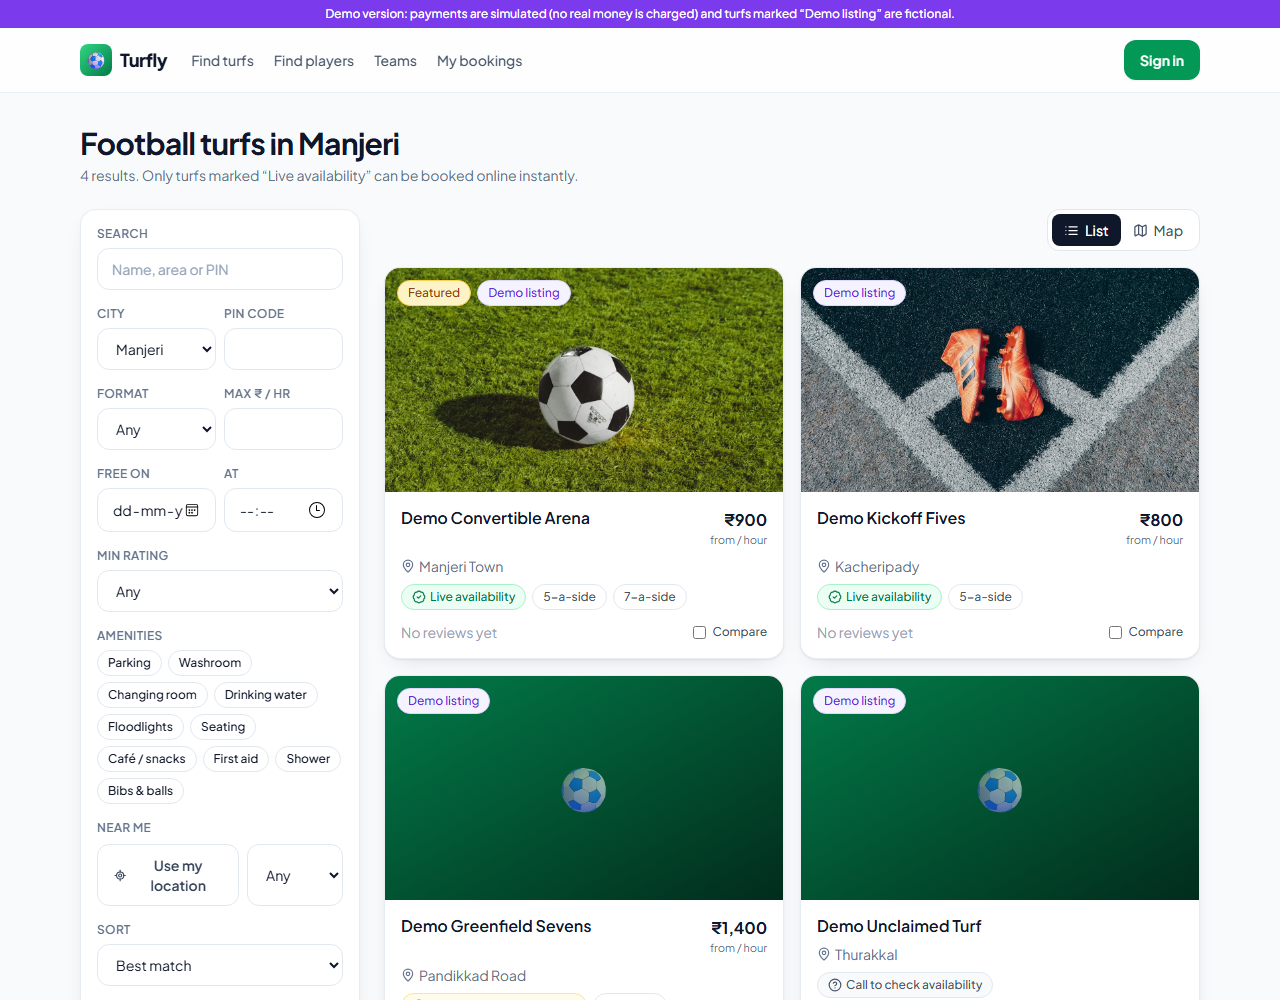 Demo version: payments are simulated (no real money is charged) and turfs marked “Demo listing” are fictional.
Turfly
Find turfs
Find players
Teams
My bookings
Sign in
Football turfs in Manjeri
4 results. Only turfs marked “Live availability” can be booked online instantly.
SEARCH
Name, area or PIN
CITY
PIN CODE
Manjeri
FORMAT
MAX ₹ / HR
Any
FREE ON
AT
dd-mm-y
--:--
MIN RATING
Any
AMENITIES
Parking
Washroom
Changing room
Drinking water
Floodlights
Seating
Café / snacks
First aid
Shower
Bibs & balls
NEAR ME
Use my
location
Any
SORT
Best match
List
Map
Featured
Demo listing
Demo Convertible Arena
₹900
from / hour
Manjeri Town
Live availability
5-a-side
7-a-side
No reviews yet
Compare
Demo listing
Demo Kickoff Fives
₹800
from / hour
Kacheripady
Live availability
5-a-side
No reviews yet
Compare
Demo listing
Demo Greenfield Sevens
₹1,400
from / hour
Pandikkad Road
Demo listing
Demo Unclaimed Turf
Thurakkal
Call to check availability